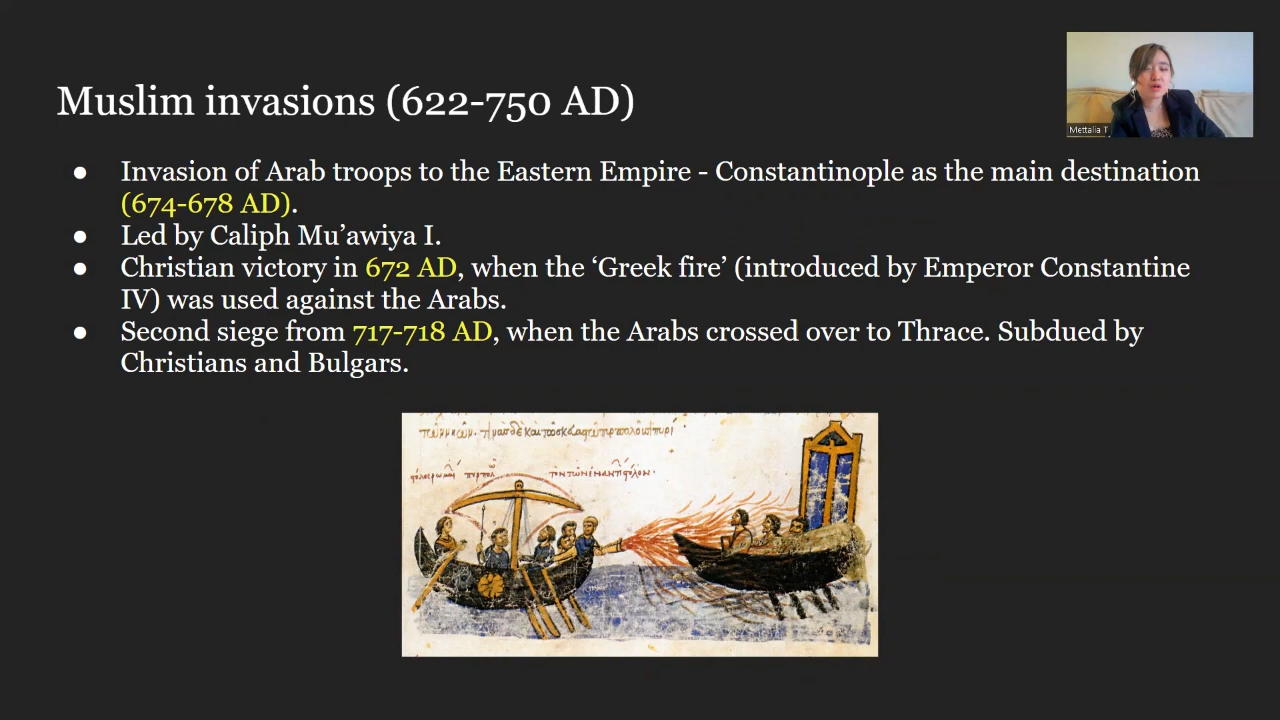 Muslim invasions (622-750 AD)
Mettalia T
● Invasion of Arab troops to the Eastern Empire - Constantinople as the main destination
(674-678 AD).
● Led by Caliph Mu’awiya I.
● Christian victory in 672 AD, when the ‘Greek fire’ (introduced by Emperor Constantine
IV) was used against the Arabs.
● Second siege from 717-718 AD, when the Arabs crossed over to Thrace. Subdued by
Christians and Bulgars.